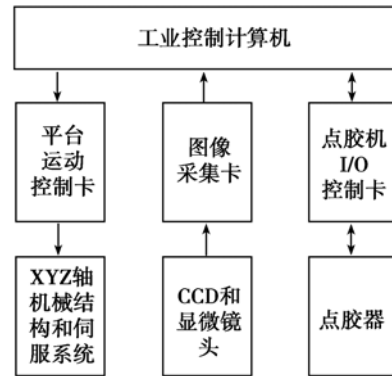 工业控制计算机
平台
运动
控制卡
图像
采集卡
点胶机
I/O
控制卡
XYZ轴
机械结
构和伺
服系统
CCD和
显微镜
头
点胶器